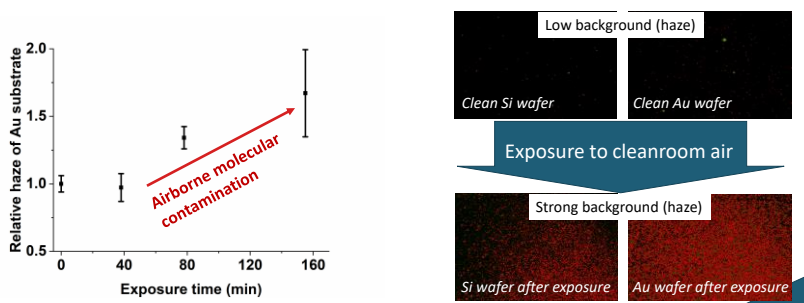 Relative haze of Au substrate
2.0
1.5
1.0
0.5
0
40
80
120
160
Exposure time (min)
Airborne molecular
contamination
Low background (haze)
Clean Si wafer
Clean Au wafer
Exposure to cleanroom air
Strong background (haze)
Si wafer after exposure
Au wafer after exposure